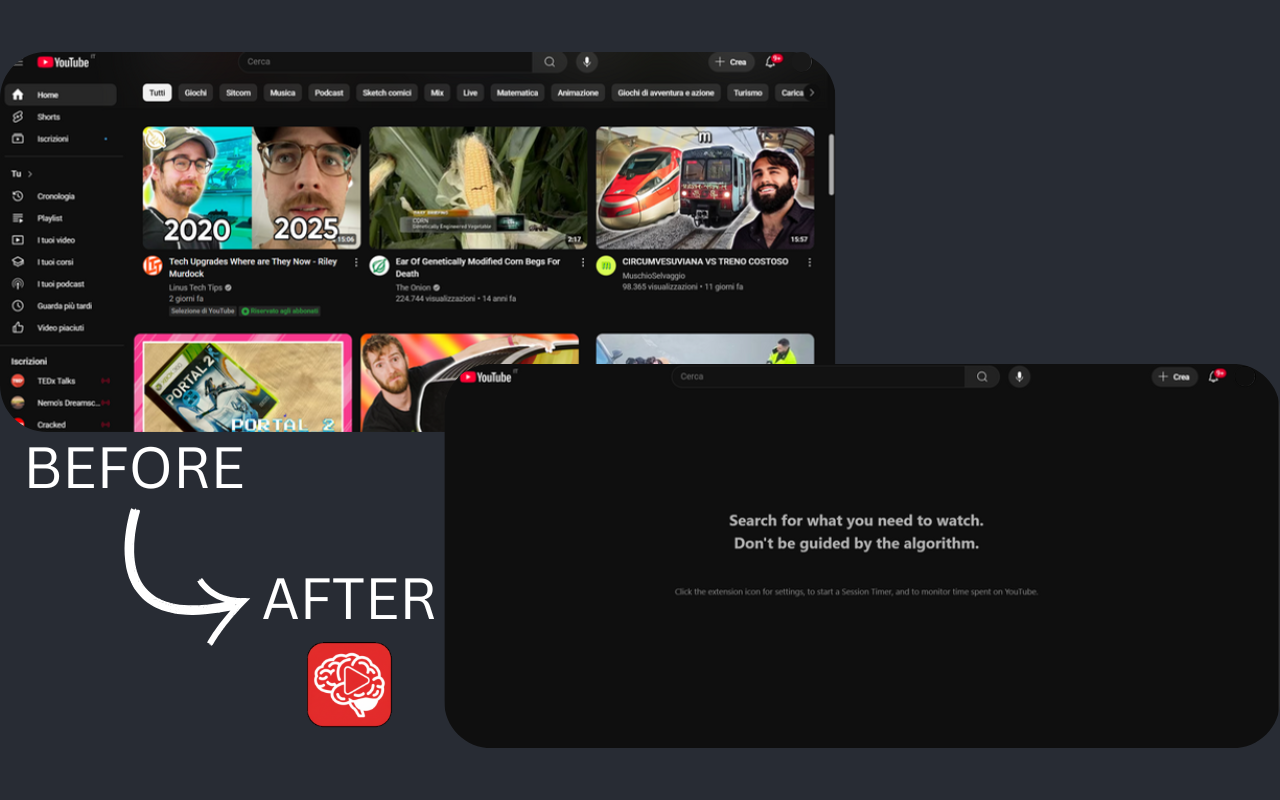 YouTube IT
Cerca
Crea
9+
Tutti
Giochi
Sitcom
Musica
Podcast
Sketch comici
Mix
Live
Matematica
Animazione
Giochi di avventura e azione
Turismo
Carica
Home
Shorts
Iscrizioni
Tu
Cronologia
Playlist
I tuoi video
I tuoi corsi
I tuoi podcast
Guarda più tardi
Video piaciuti
Iscrizioni
TEDx Talks
Nemo's Dreamsc...
Cracked
2020
2025
15:06
Tech Upgrades Where are They Now - Riley
Murdock
Linus Tech Tips
2 giorni fa
Selezione di YouTube
Riservato agli abbonati
CORN
Genetically Engineered Vegetable
2:17
Ear Of Genetically Modified Corn Begs For
Death
The Onion
224.744 visualizzazioni • 14 anni fa
m
15:57
CIRCUMVESUVIANA VS TRENO COSTOSO
MuschioSelvaggio
98.365 visualizzazioni • 11 giorni fa
XBOX 360
PORTAL 2
PORTAL 2
BEFORE
AFTER
YouTube IT
Cerca
Crea
9+
Search for what you need to watch.
Don't be guided by the algorithm.
Click the extension icon for settings, to start a Session Timer, and to monitor time spent on YouTube.